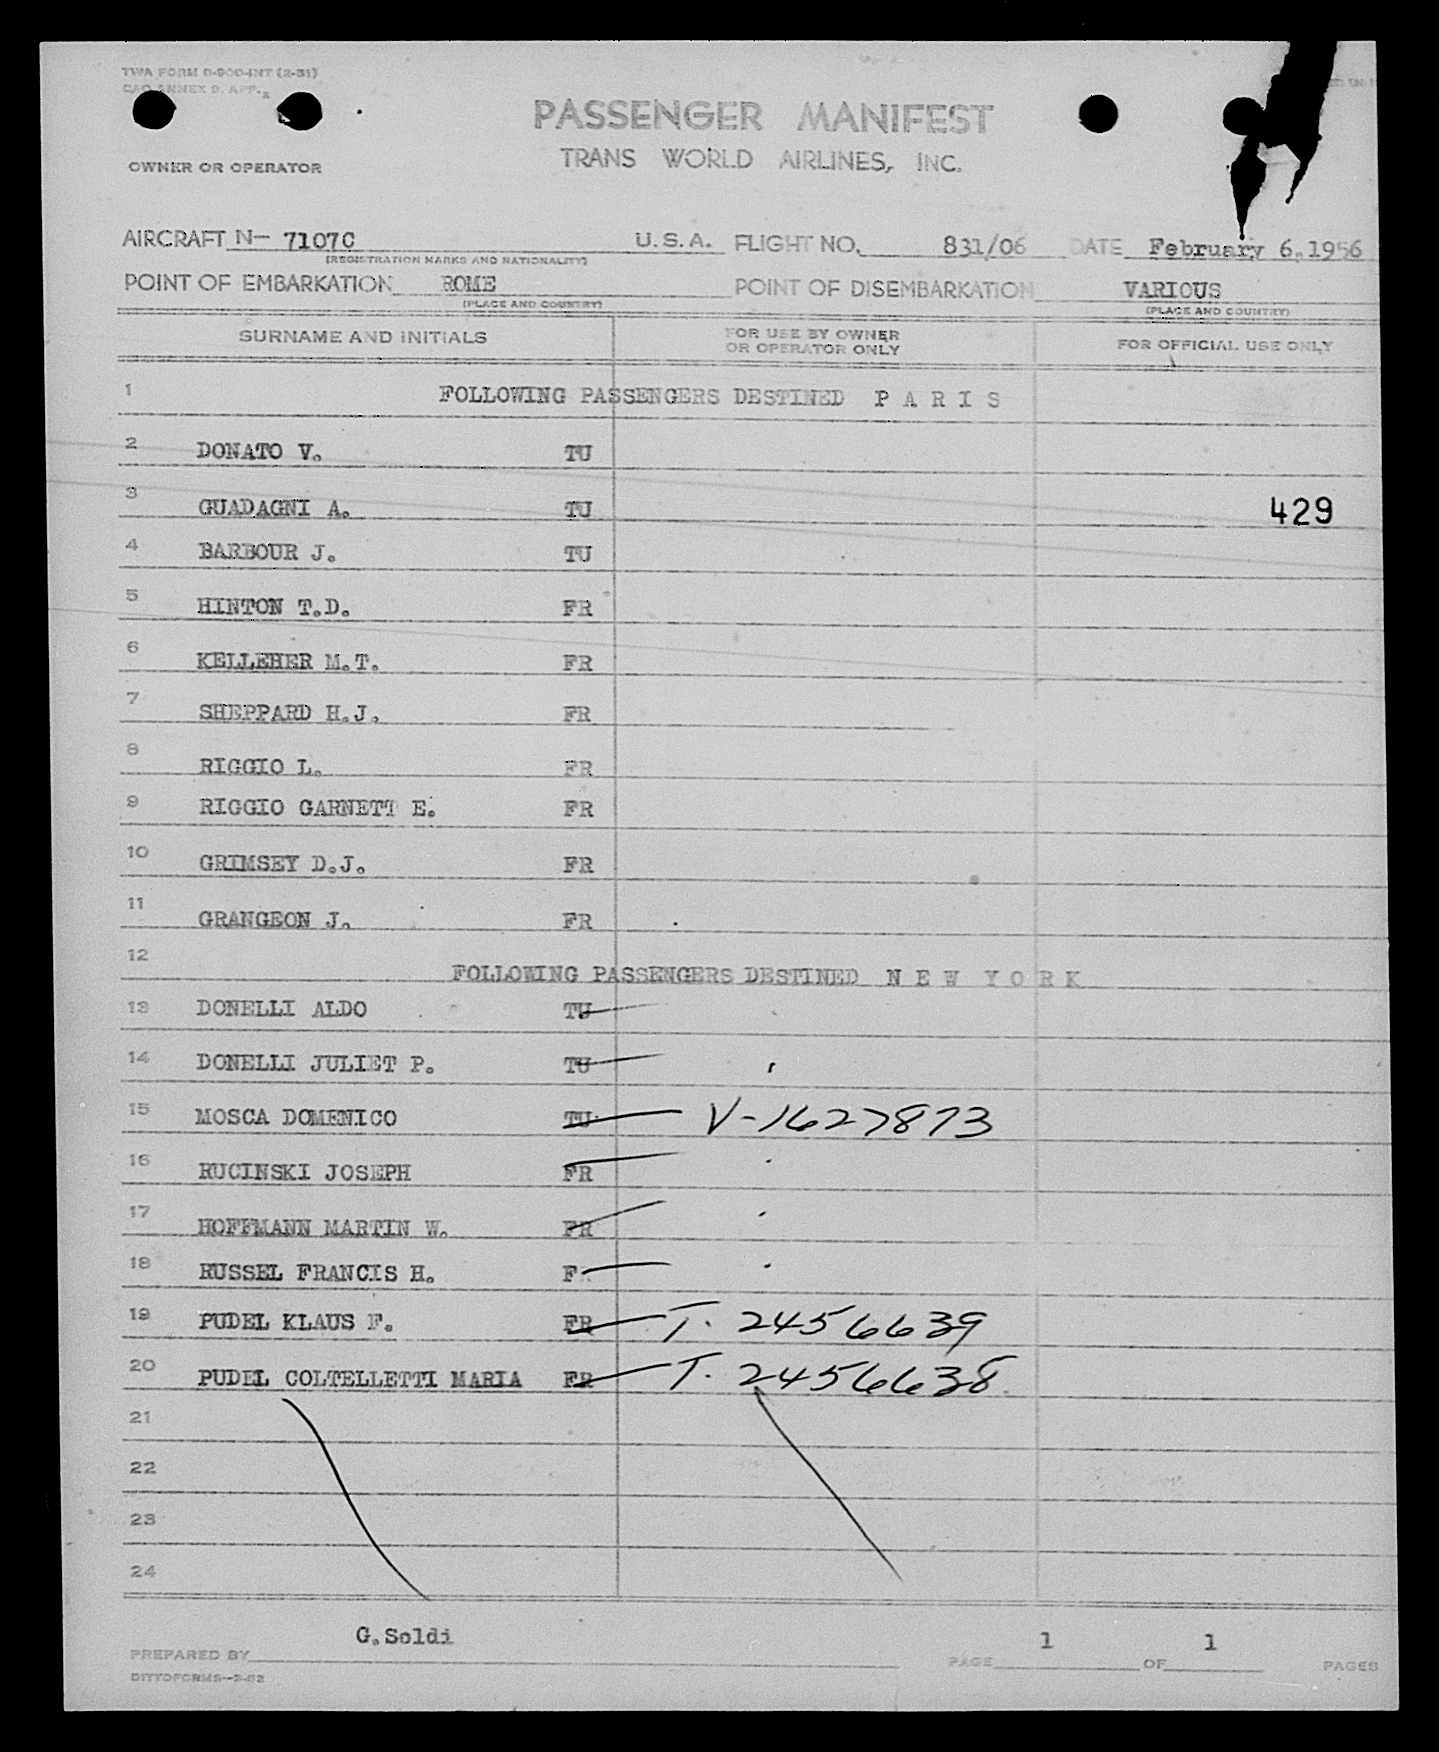 TWA FORM 0-900-INT (2-51)
PASSENGER MANIFEST
TRANS WORLD AIRLINES, INC.
OWNER OR OPERATOR
AIRCRAFT N- 7107C U.S.A. FLIGHT NO. 831/06 DATE February 6.1956
(REGISTRATION MARKS AND NATIONALITY)
POINT OF EMBARKATION ROME POINT OF DISEMBARKATION VARIOUS
(PLACE AND COUNTRY) (PLACE AND COUNTRY)
SURNAME AND INITIALS FOR USE BY OWNER OR OPERATOR ONLY FOR OFFICIAL USE ONLY
1 FOLLOWING PASSENGERS DESTINED P A R I S
2 DONATO V. TU
3 GUADAGNI A. TU 429
4 BARBOUR J. TU
5 HINTON T.D. FR
6 KELLEHER M.T. FR
7 SHEPPARD H.J. FR
8 RIGGIO L. FR
9 RIGGIO GARNETT E. FR
10 GRIMSEY D.J. FR
11 GRANGEON J. FR
12 FOLLOWING PASSENGERS DESTINED N E W Y O R K
13 DONELLI ALDO TU
14 DONELLI JULIET P. TU
15 MOSCA DOMENICO TU V-1627873
16 RUCINSKI JOSEPH FR
17 HOFFMANN MARTIN W. FR
18 RUSSEL FRANCIS H. F
19 PUDEL KLAUS F. FR T. 2456639
20 PUDEL COLTELLETTI MARIA FR T. 2456638
21
22
23
24
G.Soldi 1 1
PREPARED BY PAGE OF PAGES
DITTOFORMS